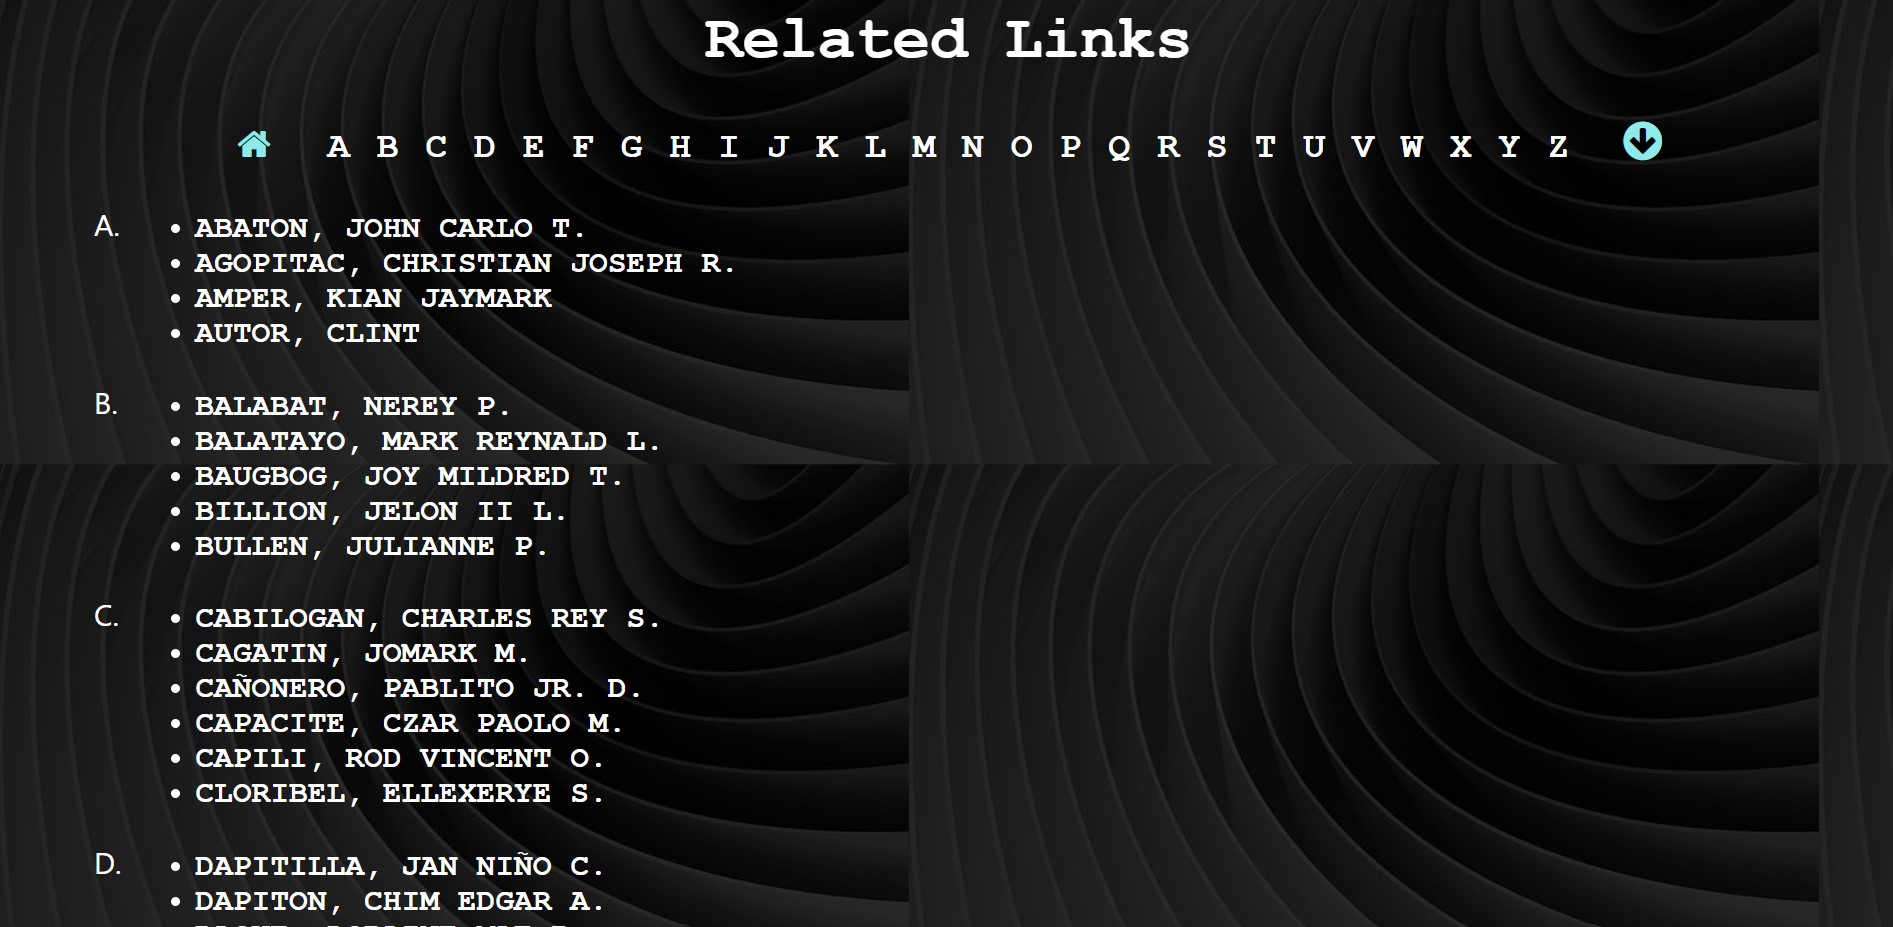 Related Links
A B C D E F G H I J K L M N O P Q R S T U V W X Y Z
A.
• ABATON, JOHN CARLO T.
• AGOPITAC, CHRISTIAN JOSEPH R.
• AMPER, KIAN JAYMARK
• AUTOR, CLINT
B.
• BALABAT, NEREY P.
• BALATAYO, MARK REYNALD L.
• BAUGBOG, JOY MILDRED T.
• BILLION, JELON II L.
• BULLEN, JULIANNE P.
C.
• CABILOGAN, CHARLES REY S.
• CAGATIN, JOMARK M.
• CAÑONERO, PABLITO JR. D.
• CAPACITE, CZAR PAOLO M.
• CAPILI, ROD VINCENT O.
• CLORIBEL, ELLEXERYE S.
D.
• DAPITILLA, JAN NIÑO C.
• DAPITON, CHIM EDGAR A.